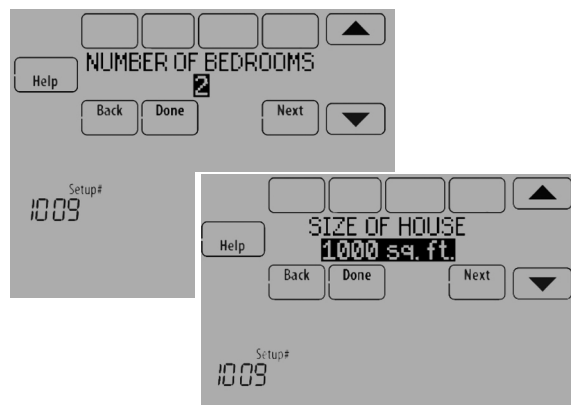 NUMBER OF BEDROOMS
Help
2
Back Done Next
Setup#
1009
SIZE OF HOUSE
Help
1000 sq. ft.
Back Done Next
Setup#
1009